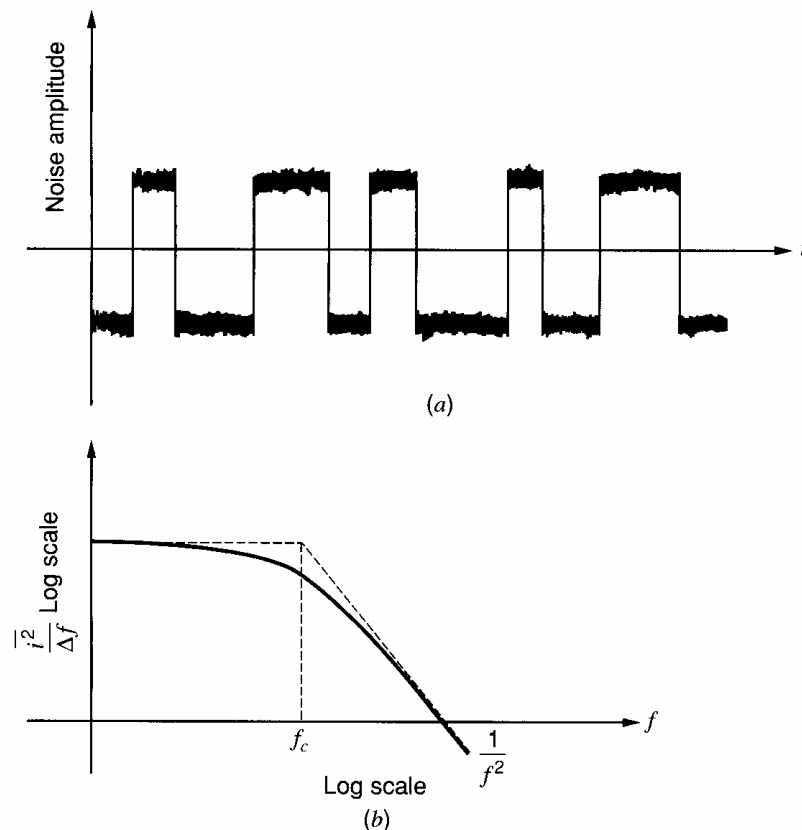 Noise amplitude
(a)
Log scale
i² / Δf
f_c
f
1/f²
Log scale
(b)